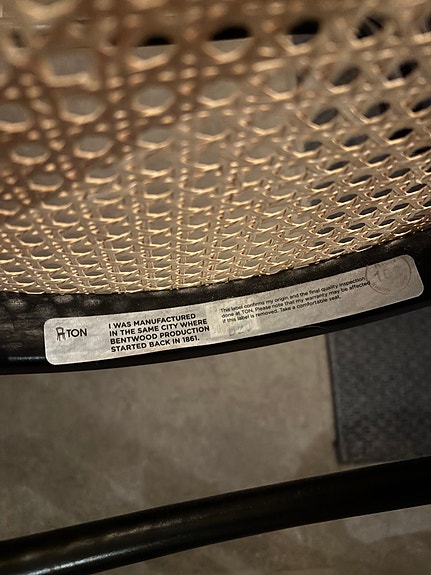 TON
I WAS MANUFACTURED
IN THE SAME CITY WHERE
BENTWOOD PRODUCTION
STARTED BACK IN 1861.
This label confirms my origin and the final quality inspection
done at TON. Please note that my warranty may be affected
if this label is removed. Take a comfortable seat.